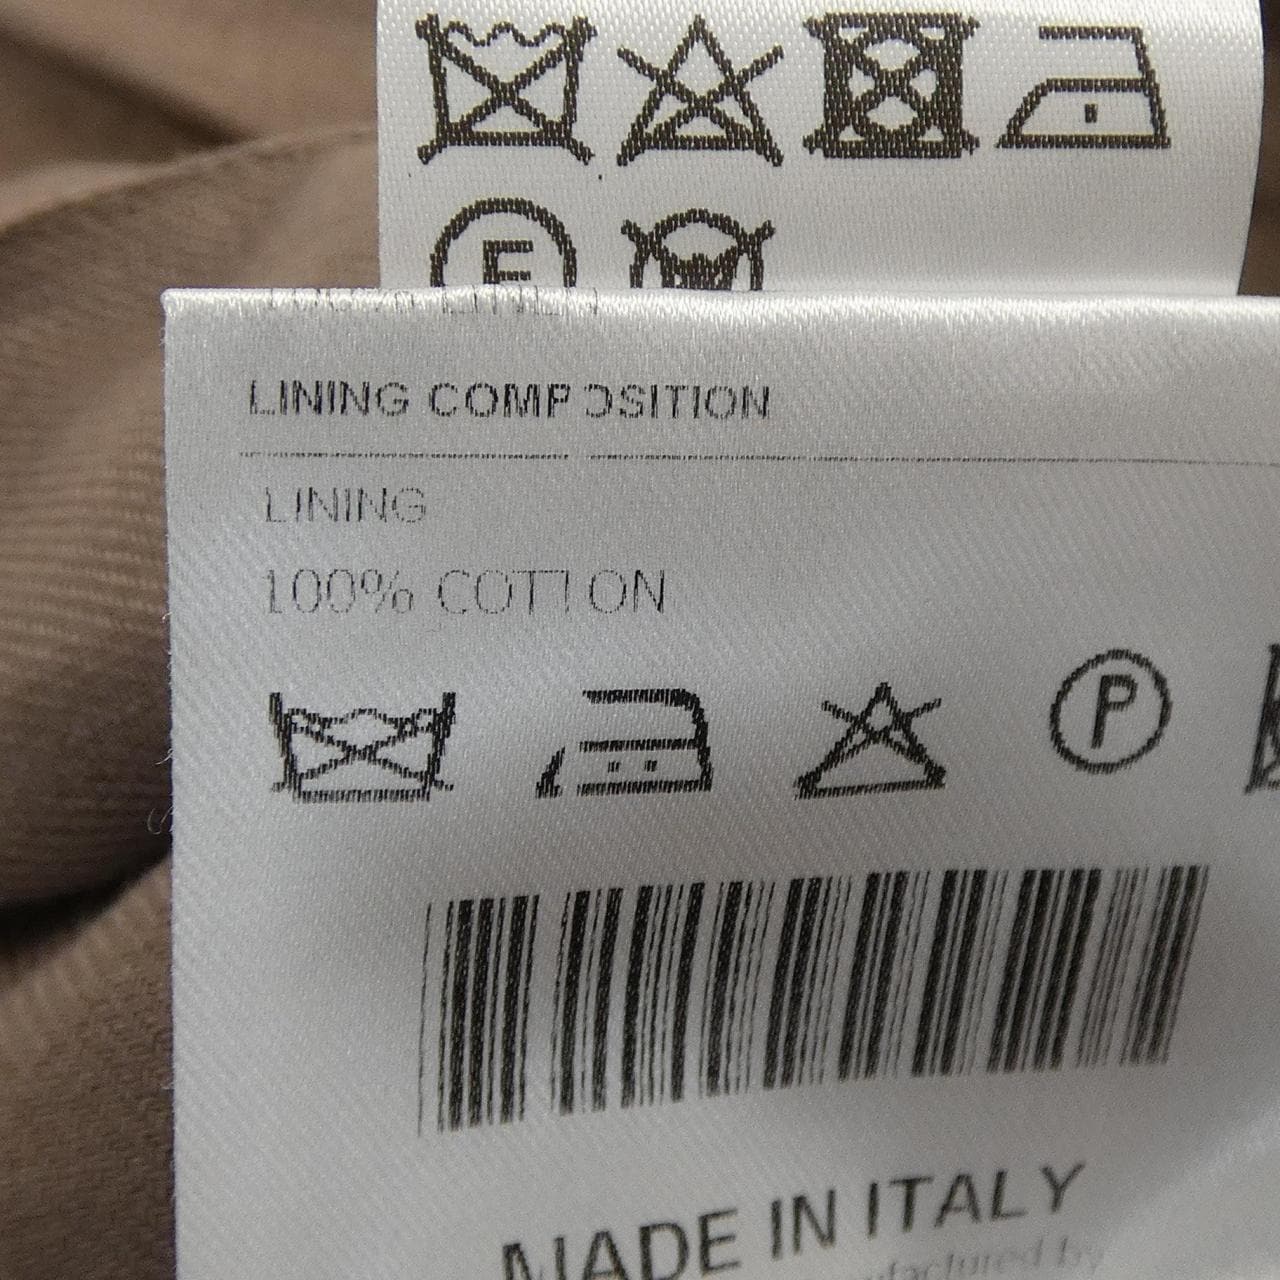 F
W
LINING COMPOSITION
LINING
100% COTTON
P
MADE IN ITALY